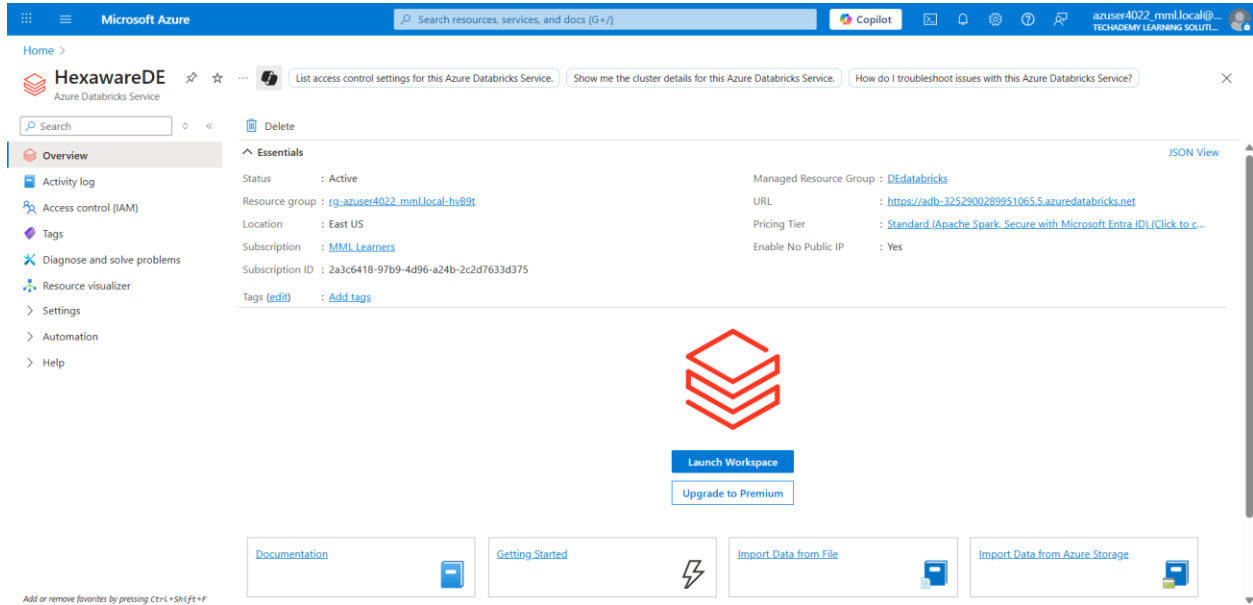 Microsoft Azure
Search resources, services, and docs (G+/)
Copilot
azuser4022_mml.local@...
TECHADEMY LEARNING SOLUTI...
Home >
HexawareDE
Azure Databricks Service
...
List access control settings for this Azure Databricks Service.
Show me the cluster details for this Azure Databricks Service.
How do I troubleshoot issues with this Azure Databricks Service?
Search
Overview
Activity log
Access control (IAM)
Tags
Diagnose and solve problems
Resource visualizer
Settings
Automation
Help
Add or remove favorites by pressing Ctrl+Shift+F
Delete
Essentials
JSON View
Status : Active
Resource group : rg-azuser4022_mml.local-hv89t
Location : East US
Subscription : MML Learners
Subscription ID : 2a3c6418-97b9-4d96-a24b-2c2d7633d375
Tags (edit) : Add tags
Managed Resource Group : DEdatabricks
URL : https://adb-3252900289951065.5.azuredatabricks.net
Pricing Tier : Standard (Apache Spark, Secure with Microsoft Entra ID) (Click to c...
Enable No Public IP : Yes
Launch Workspace
Upgrade to Premium
Documentation
Getting Started
Import Data from File
Import Data from Azure Storage